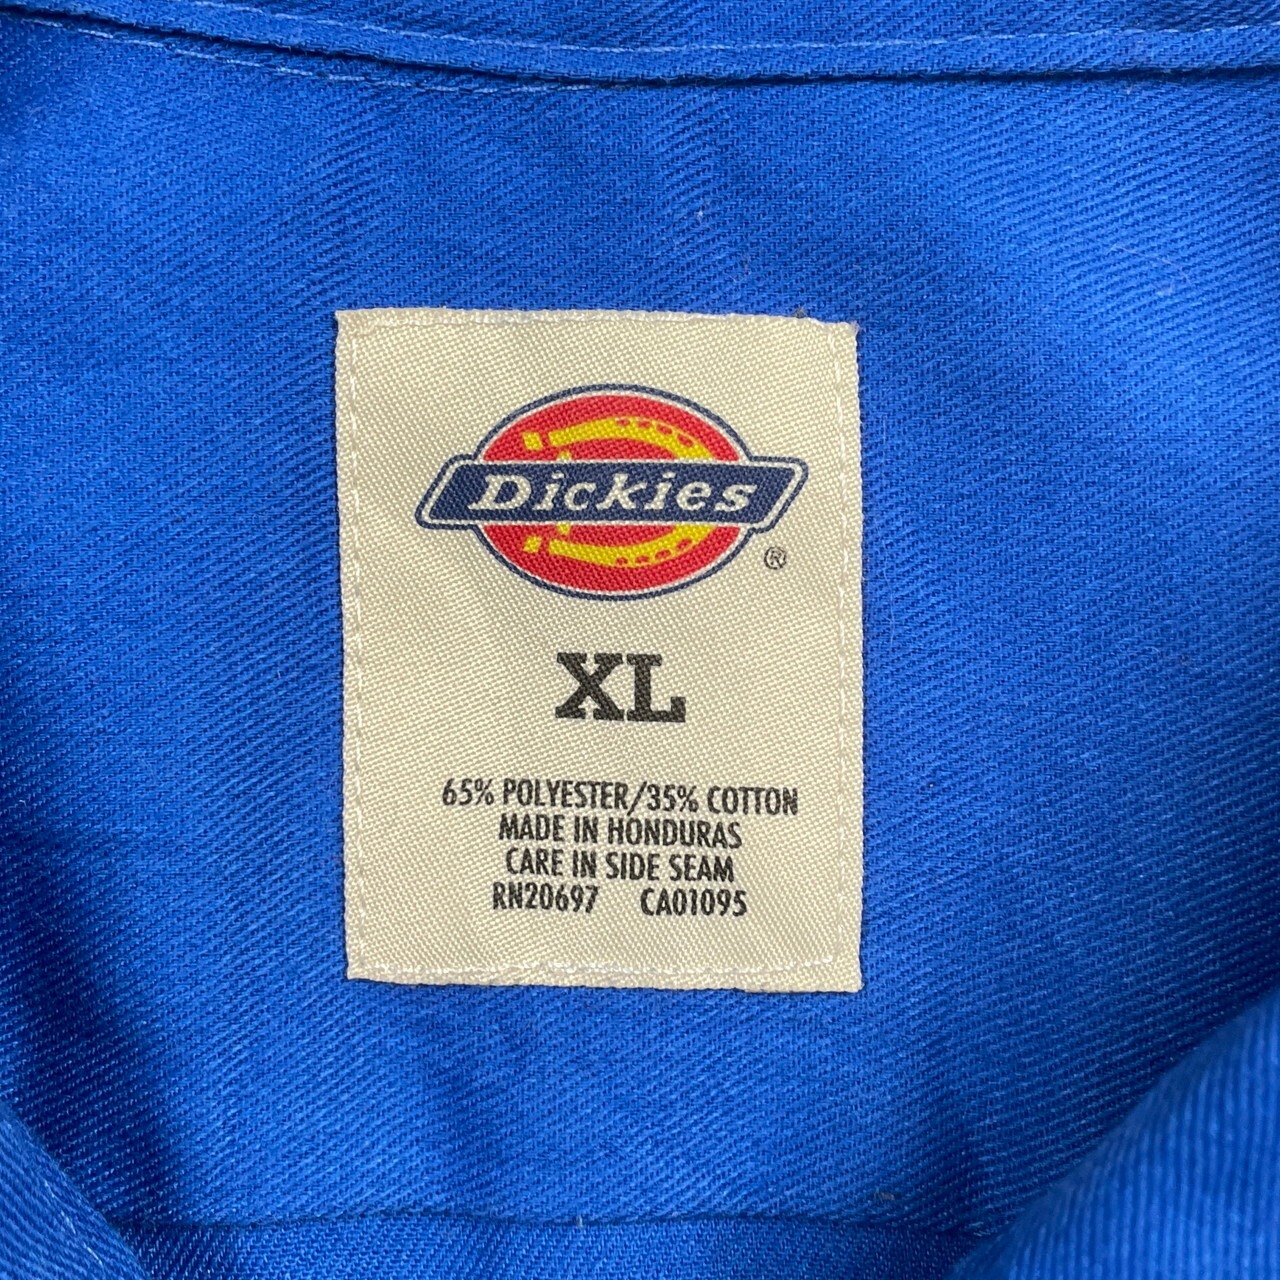 Dickies
®
XL
65% POLYESTER/35% COTTON
MADE IN HONDURAS
CARE IN SIDE SEAM
RN20697 CA01095